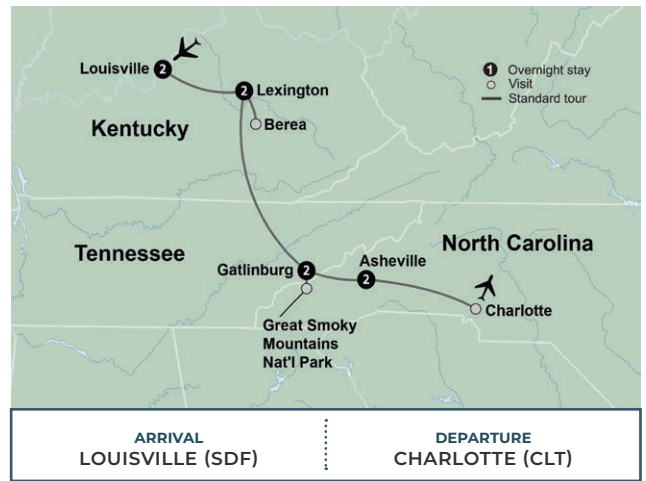 Louisville 2
2 Lexington
Berea
Kentucky
1 Overnight stay
Visit
Standard tour
Tennessee
North Carolina
Gatlinburg 2
Asheville
2
Charlotte
Great Smoky
Mountains
Nat'l Park
ARRIVAL
LOUISVILLE (SDF)
DEPARTURE
CHARLOTTE (CLT)